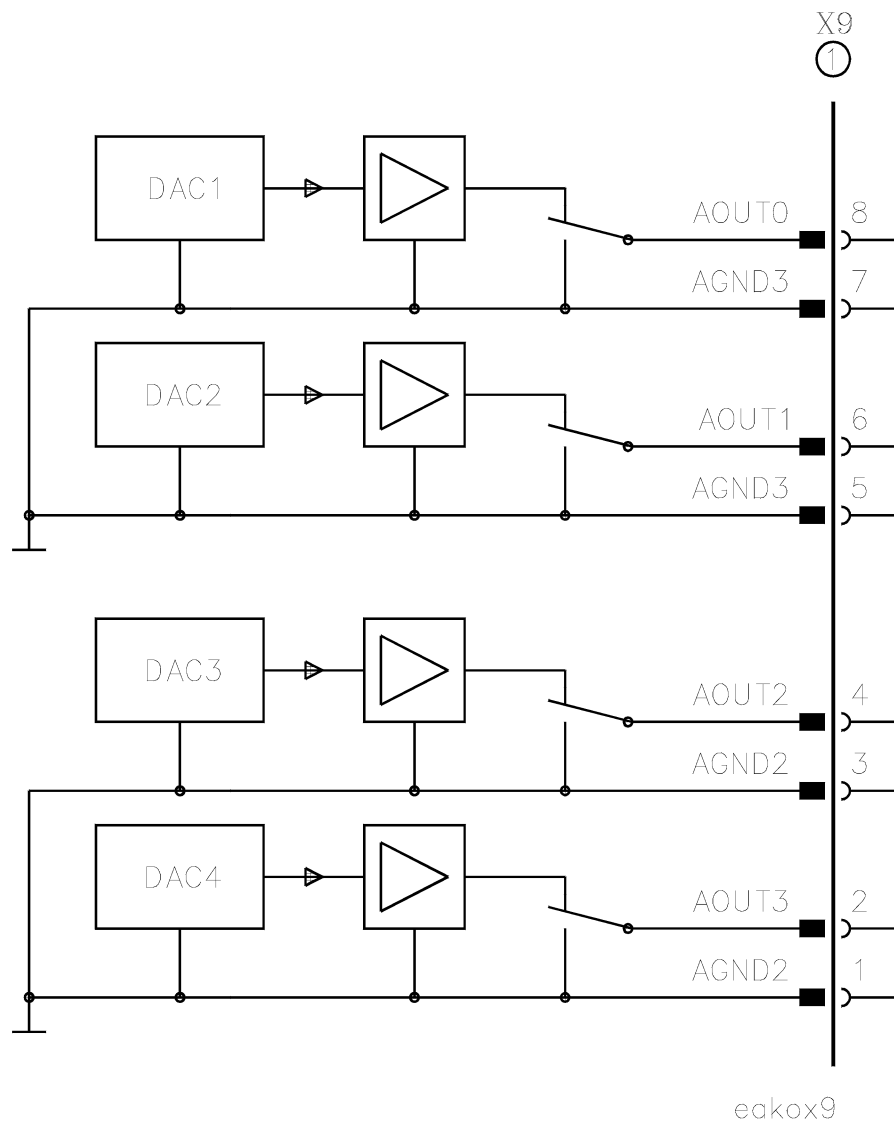 X9
1
DAC1
AOUT0 8
AGND3 7
DAC2
AOUT1 6
AGND3 5
DAC3
AOUT2 4
AGND2 3
DAC4
AOUT3 2
AGND2 1
eakox9